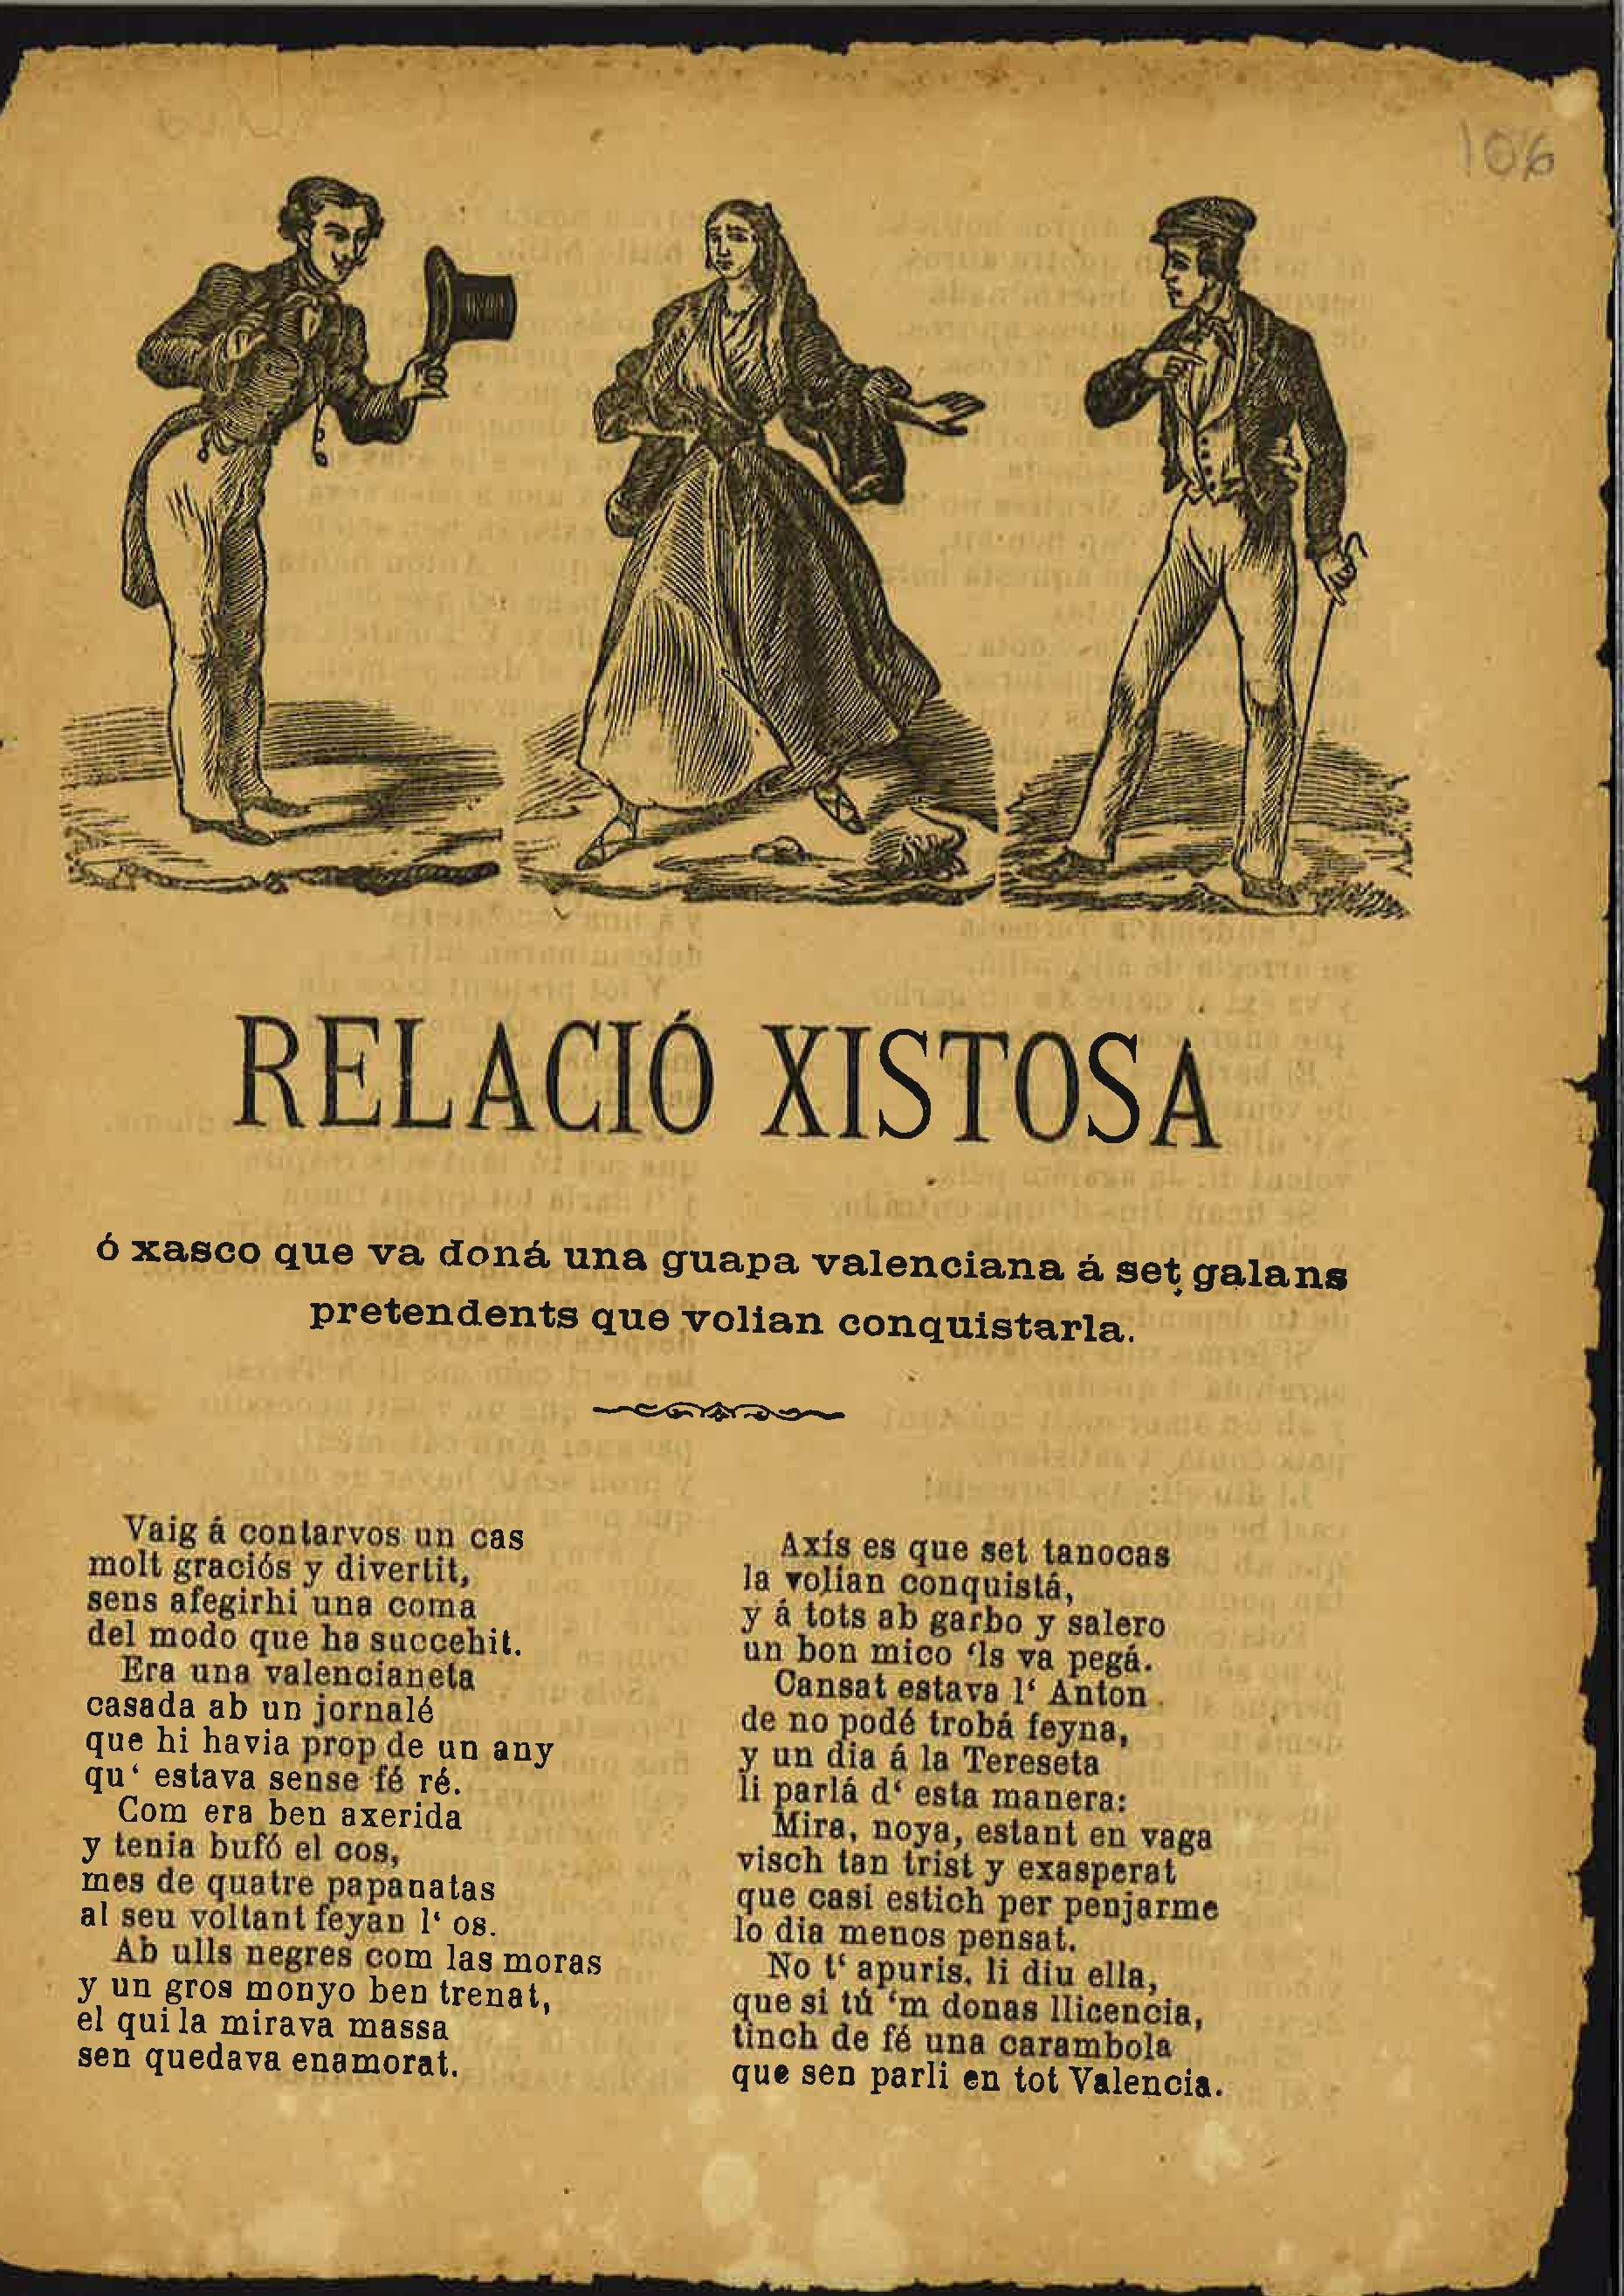 106
RELACIÓ XISTOSA
ó xasco que va doná una guapa valenciana á set galans
pretendents que volian conquistarla.
Vaig á contarvos un cas
molt graciós y divertit,
sens afegirhi una coma
del modo que ha succehit.
Era una valencianeta
casada ab un jornalé
que hi havia prop de un any
qu‘ estava sense fé ré.
Com era ben axerida
y tenia bufó el cos,
mes de quatre papanatas
al seu voltant feyan l‘ os.
Ab ulls negres com las moras
y un gros monyo ben trenat,
el qui la mirava massa
sen quedava enamorat.
Axís es que set tanocas
la volían conquistá,
y á tots ab garbo y salero
un bon mico ‘ls va pegá.
Cansat estava l‘ Anton
de no podé trobá feyna,
y un dia á la Tereseta
li parlá d‘ esta manera:
Mira, noya, estant en vaga
visch tan trist y exasperat
que casi estich per penjarme
lo dia menos pensat.
No t‘ apuris, li diu ella,
que si tú ‘m donas llicencia,
tinch de fé una carambola
que sen parli en tot Valencia.